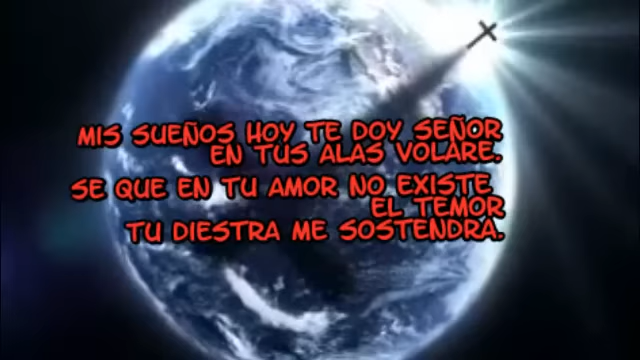 MIS SUEÑOS HOY TE DOY SEÑOR
EN TUS ALAS VOLARE.
SE QUE EN TU AMOR NO EXISTE
EL TEMOR
TU DIESTRA ME SOSTENDRA.